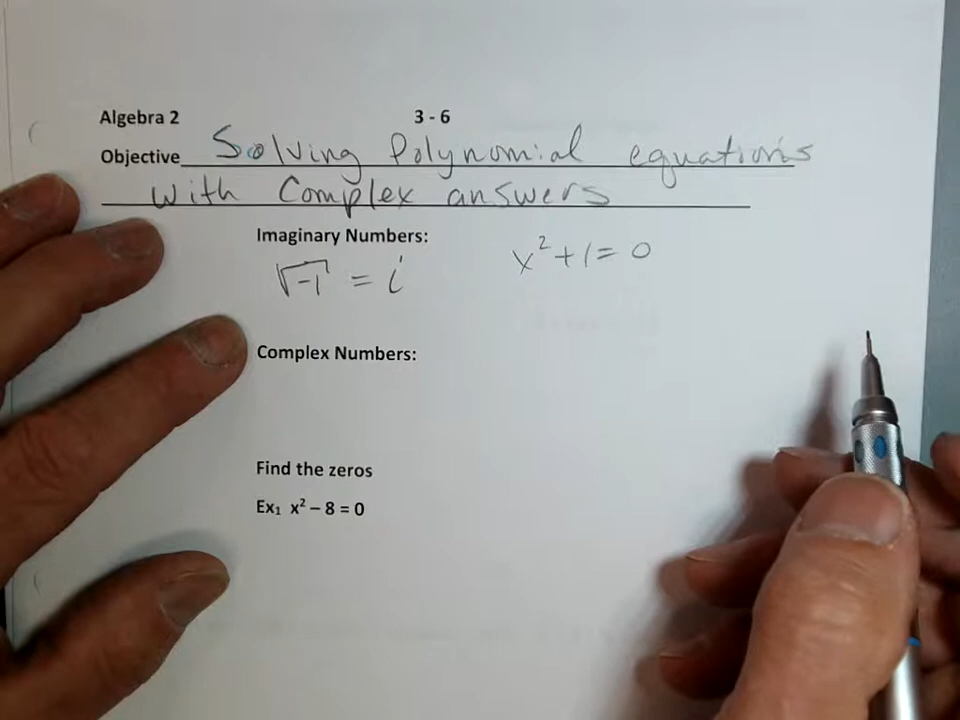 Algebra 2 3 - 6
Objective Solving Polynomial equations
with Complex answers
Imaginary Numbers: x² + 1 = 0
√-1 = i
Complex Numbers:
Find the zeros
Ex₁ x² – 8 = 0